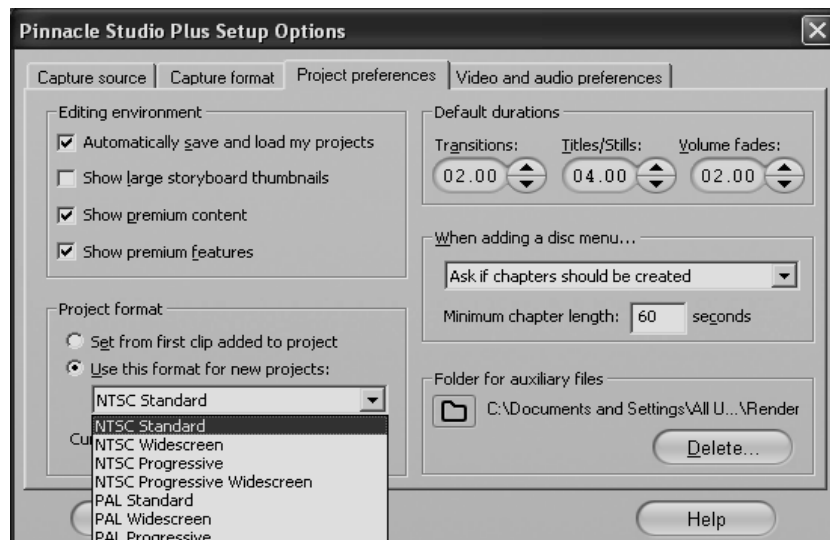 Pinnacle Studio Plus Setup Options
Capture source
Capture format
Project preferences
Video and audio preferences
Editing environment
Automatically save and load my projects
Show large storyboard thumbnails
Show premium content
Show premium features
Project format
Set from first clip added to project
Use this format for new projects:
NTSC Standard
NTSC Standard
NTSC Widescreen
NTSC Progressive
NTSC Progressive Widescreen
PAL Standard
PAL Widescreen
PAL Progressive
Default durations
Transitions: Titles/Stills: Volume fades:
02.00 04.00 02.00
When adding a disc menu...
Ask if chapters should be created
Minimum chapter length: 60 seconds
Folder for auxiliary files
C:\Documents and Settings\All U...\Render
Delete...
Help